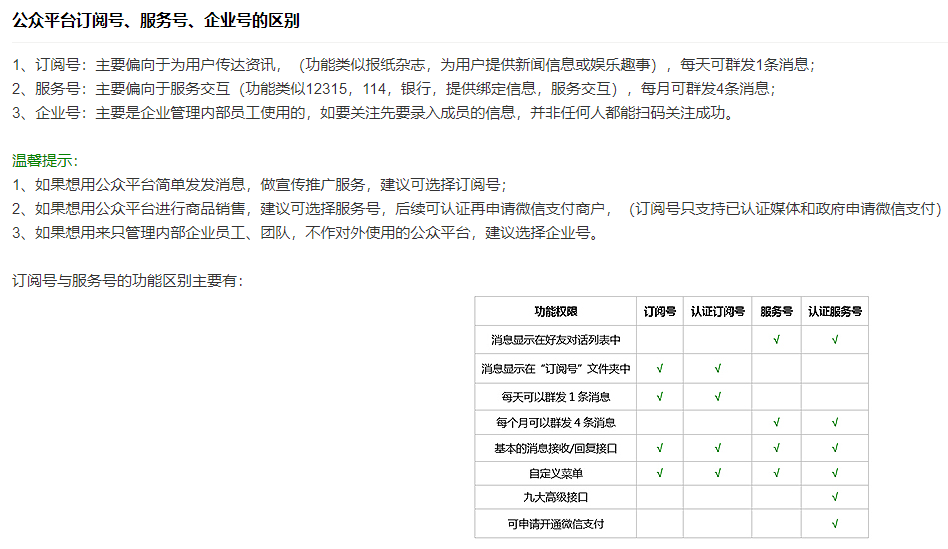 公众平台订阅号、服务号、企业号的区别
1、订阅号：主要偏向于为用户传达资讯，（功能类似报纸杂志，为用户提供新闻信息或娱乐趣事），每天可群发1条消息；
2、服务号：主要偏向于服务交互（功能类似12315，114，银行，提供绑定信息，服务交互），每月可群发4条消息；
3、企业号：主要是企业管理内部员工使用的，如要关注先要录入成员的信息，并非任何人都能扫码关注成功。
温馨提示：
1、如果想用公众平台简单发发消息，做宣传推广服务，建议可选择订阅号；
2、如果想用公众平台进行商品销售，建议可选择服务号，后续可认证再申请微信支付商户，（订阅号只支持已认证媒体和政府申请微信支付）
3、如果想用来只管理内部企业员工、团队，不作对外使用的公众平台，建议选择企业号。
订阅号与服务号的功能区别主要有：
功能权限 订阅号 认证订阅号 服务号 认证服务号
消息显示在好友对话列表中 √ √
消息显示在“订阅号”文件夹中 √ √
每天可以群发1条消息 √ √
每个月可以群发4条消息 √ √
基本的消息接收/回复接口 √ √ √ √
自定义菜单 √ √ √ √
九大高级接口 √
可申请开通微信支付 √